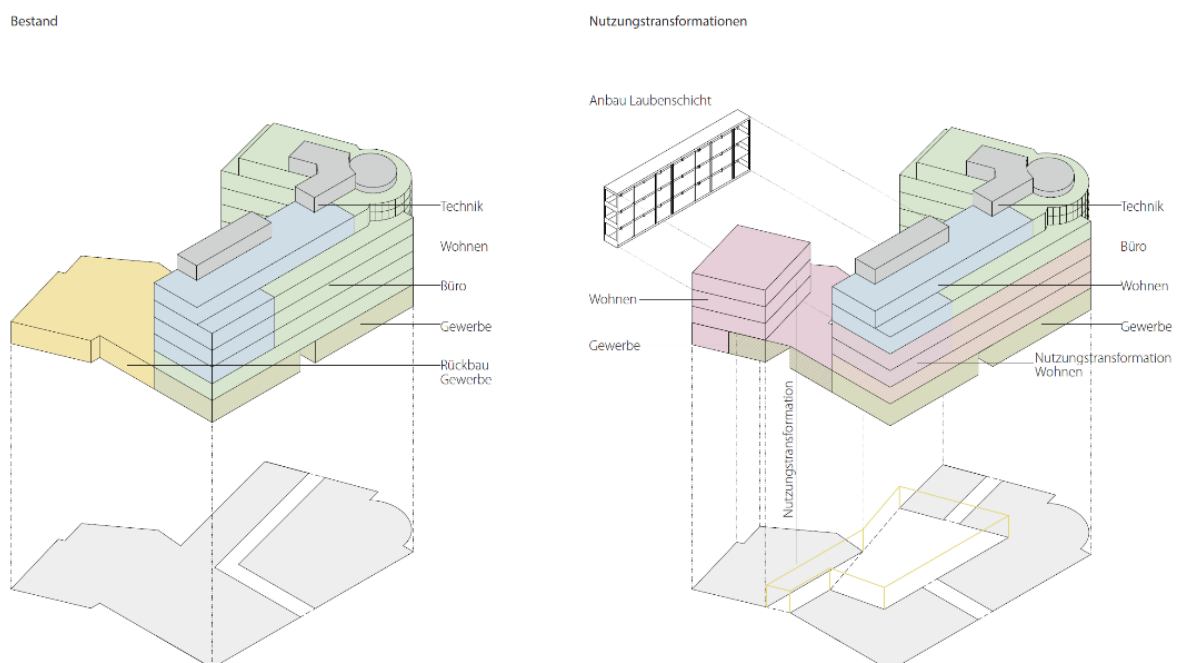 Bestand
Technik
Wohnen
Büro
Gewerbe
Rückbau
Gewerbe
Nutzungstransformationen
Anbau Laubenschicht
Wohnen
Gewerbe
Nutzungstransformation
Technik
Büro
Wohnen
Gewerbe
Nutzungstransformation
Wohnen